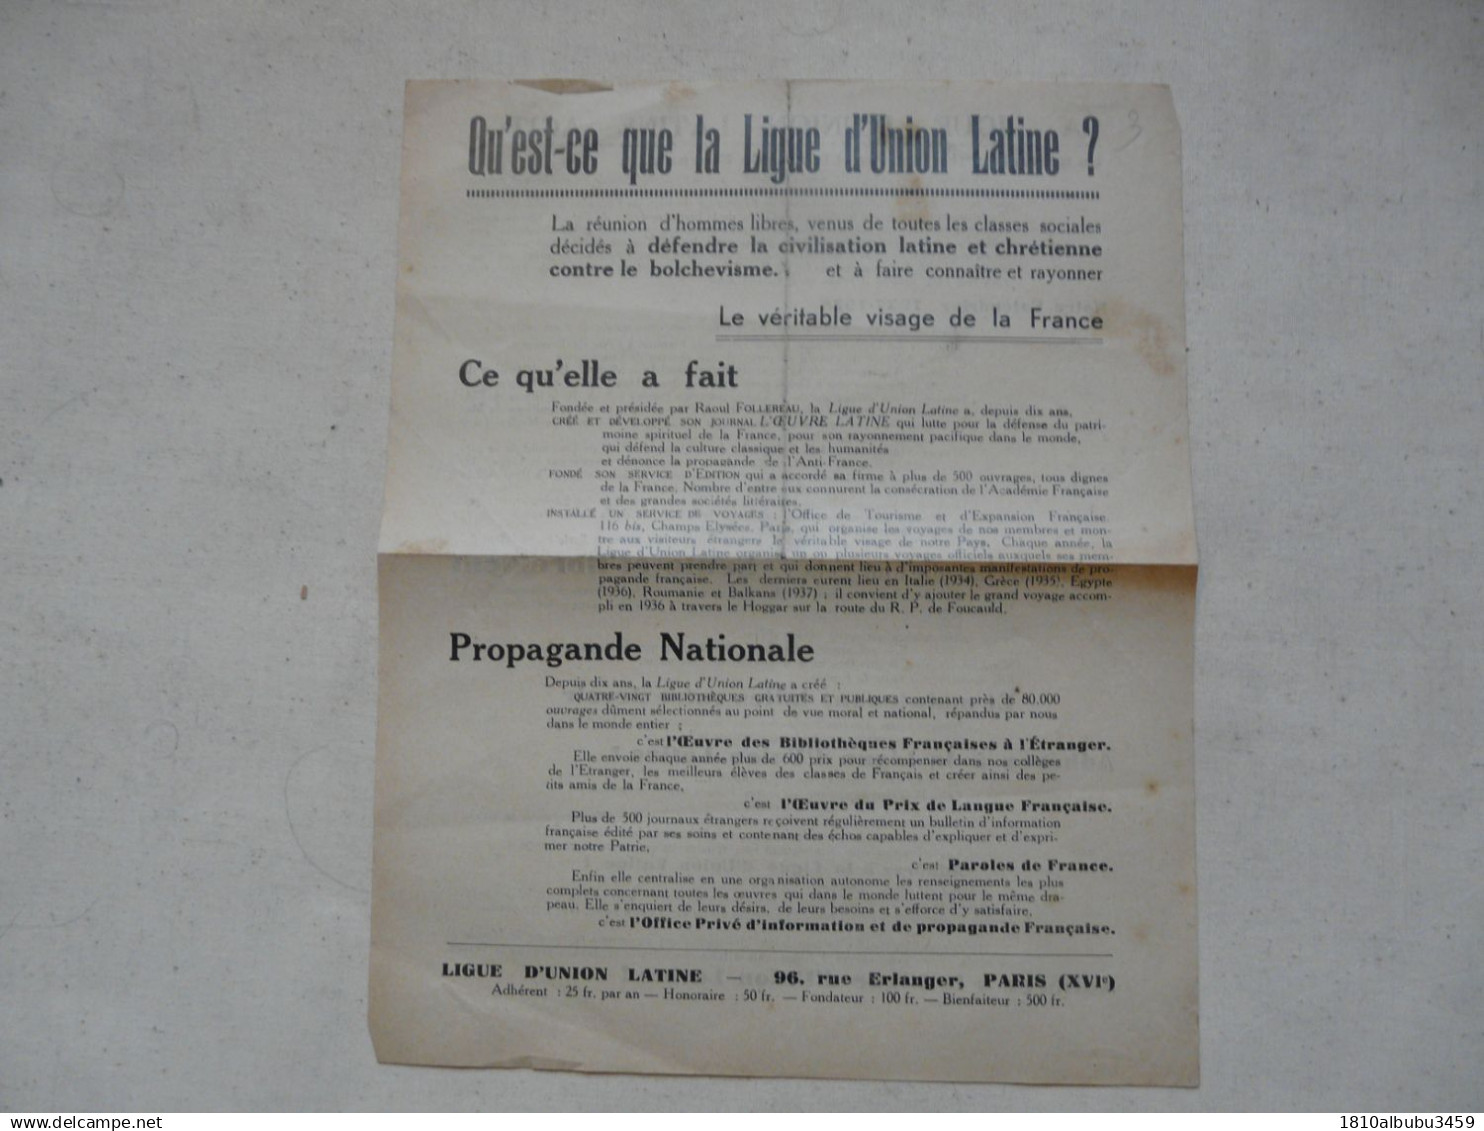 Qu'est-ce que la Ligue d'Union Latine ?
3
La réunion d'hommes libres, venus de toutes les classes sociales
décidés à défendre la civilisation latine et chrétienne
contre le bolchevisme. et à faire connaître et rayonner
Le véritable visage de la France
Ce qu'elle a fait
Fondée et présidée par Raoul FOLLEREAU, la Ligue d'Union Latine a, depuis dix ans,
CRÉÉ ET DÉVELOPPÉ SON JOURNAL L'ŒUVRE LATINE qui lutte pour la défense du patri-
moine spirituel de la France, pour son rayonnement pacifique dans le monde,
qui défend la culture classique et les humanités
et dénonce la propagande de l'Anti-France.
FONDÉ SON SERVICE D'EDITION qui a accordé sa firme à plus de 500 ouvrages, tous dignes
de la France. Nombre d'entre eux connurent la consécration de l'Académie Française
et des grandes sociétés littéraires.
INSTALLÉ UN SERVICE DE VOYAGES : l'Office de Tourisme et d'Expansion Française.
116 bis, Champs Elysées, Paris, qui organise les voyages de nos membres et mon-
tre aux visiteurs étrangers le véritable visage de notre Pays. Chaque année, la
Ligue d'Union Latine organise un ou plusieurs voyages officiels auxquels ses mem-
bres peuvent prendre part et qui donnent lieu à d'imposantes manifestations de pro-
pagande française. Les derniers eurent lieu en Italie (1934), Grèce (1935), Egypte
(1936), Roumanie et Balkans (1937) ; il convient d'y ajouter le grand voyage accom-
pli en 1936 à travers le Hoggar sur la route du R. P. de Foucauld.
Propagande Nationale
Depuis dix ans, la Ligue d'Union Latine a créé :
QUATRE-VINGT BIBLIOTHÈQUES GRATUITES ET PUBLIQUES contenant près de 80.000
ouvrages dûment sélectionnés au point de vue moral et national, répandus par nous
dans le monde entier ;
c'est l'Œuvre des Bibliothèques Françaises à l'Étranger.
Elle envoie chaque année plus de 600 prix pour récompenser dans nos collèges
de l'Etranger, les meilleurs élèves des classes de Français et créer ainsi des pe-
tits amis de la France,
c'est l'Œuvre du Prix de Langue Française.
Plus de 500 journaux étrangers reçoivent régulièrement un bulletin d'information
française édité par ses soins et contenant des échos capables d'expliquer et d'expri-
mer notre Patrie,
c'est Paroles de France.
Enfin elle centralise en une organisation autonome les renseignements les plus
complets concernant toutes les œuvres qui dans le monde luttent pour le même dra-
peau. Elle s'enquiert de leurs désirs, de leurs besoins et s'efforce d'y satisfaire,
c'est l'Office Privé d'information et de propagande Française.
LIGUE D'UNION LATINE — 96, rue Erlanger, PARIS (XVIe)
Adhérent : 25 fr. par an — Honoraire : 50 fr. — Fondateur : 100 fr. — Bienfaiteur : 500 fr.
1810albubu3459